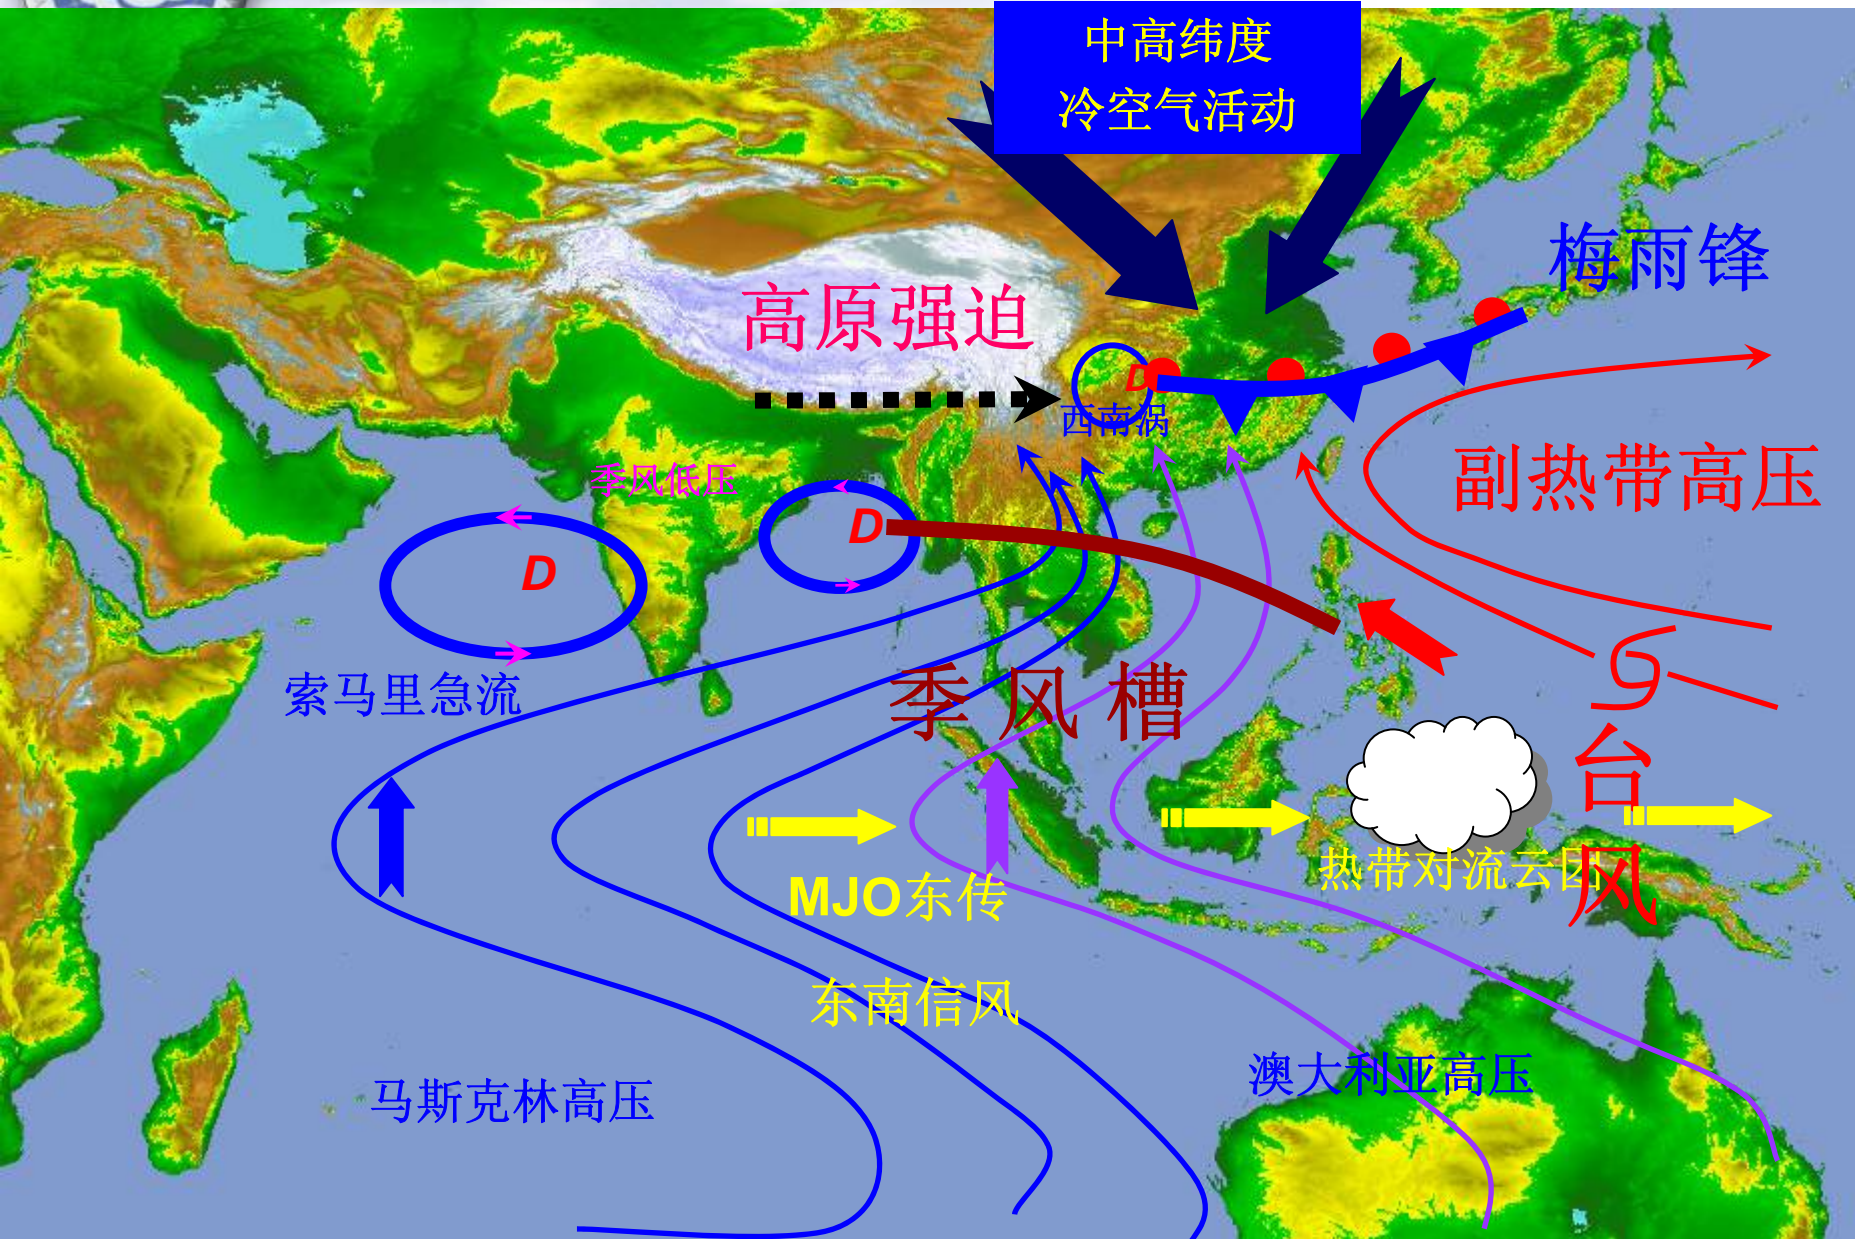 中高纬度
冷空气活动
梅雨锋
高原强迫
D
西南涡
副热带高压
季风低压
D
D
索马里急流
季风槽
台风
热带对流云团
MJO东传
东南信风
澳大利亚高压
马斯克林高压